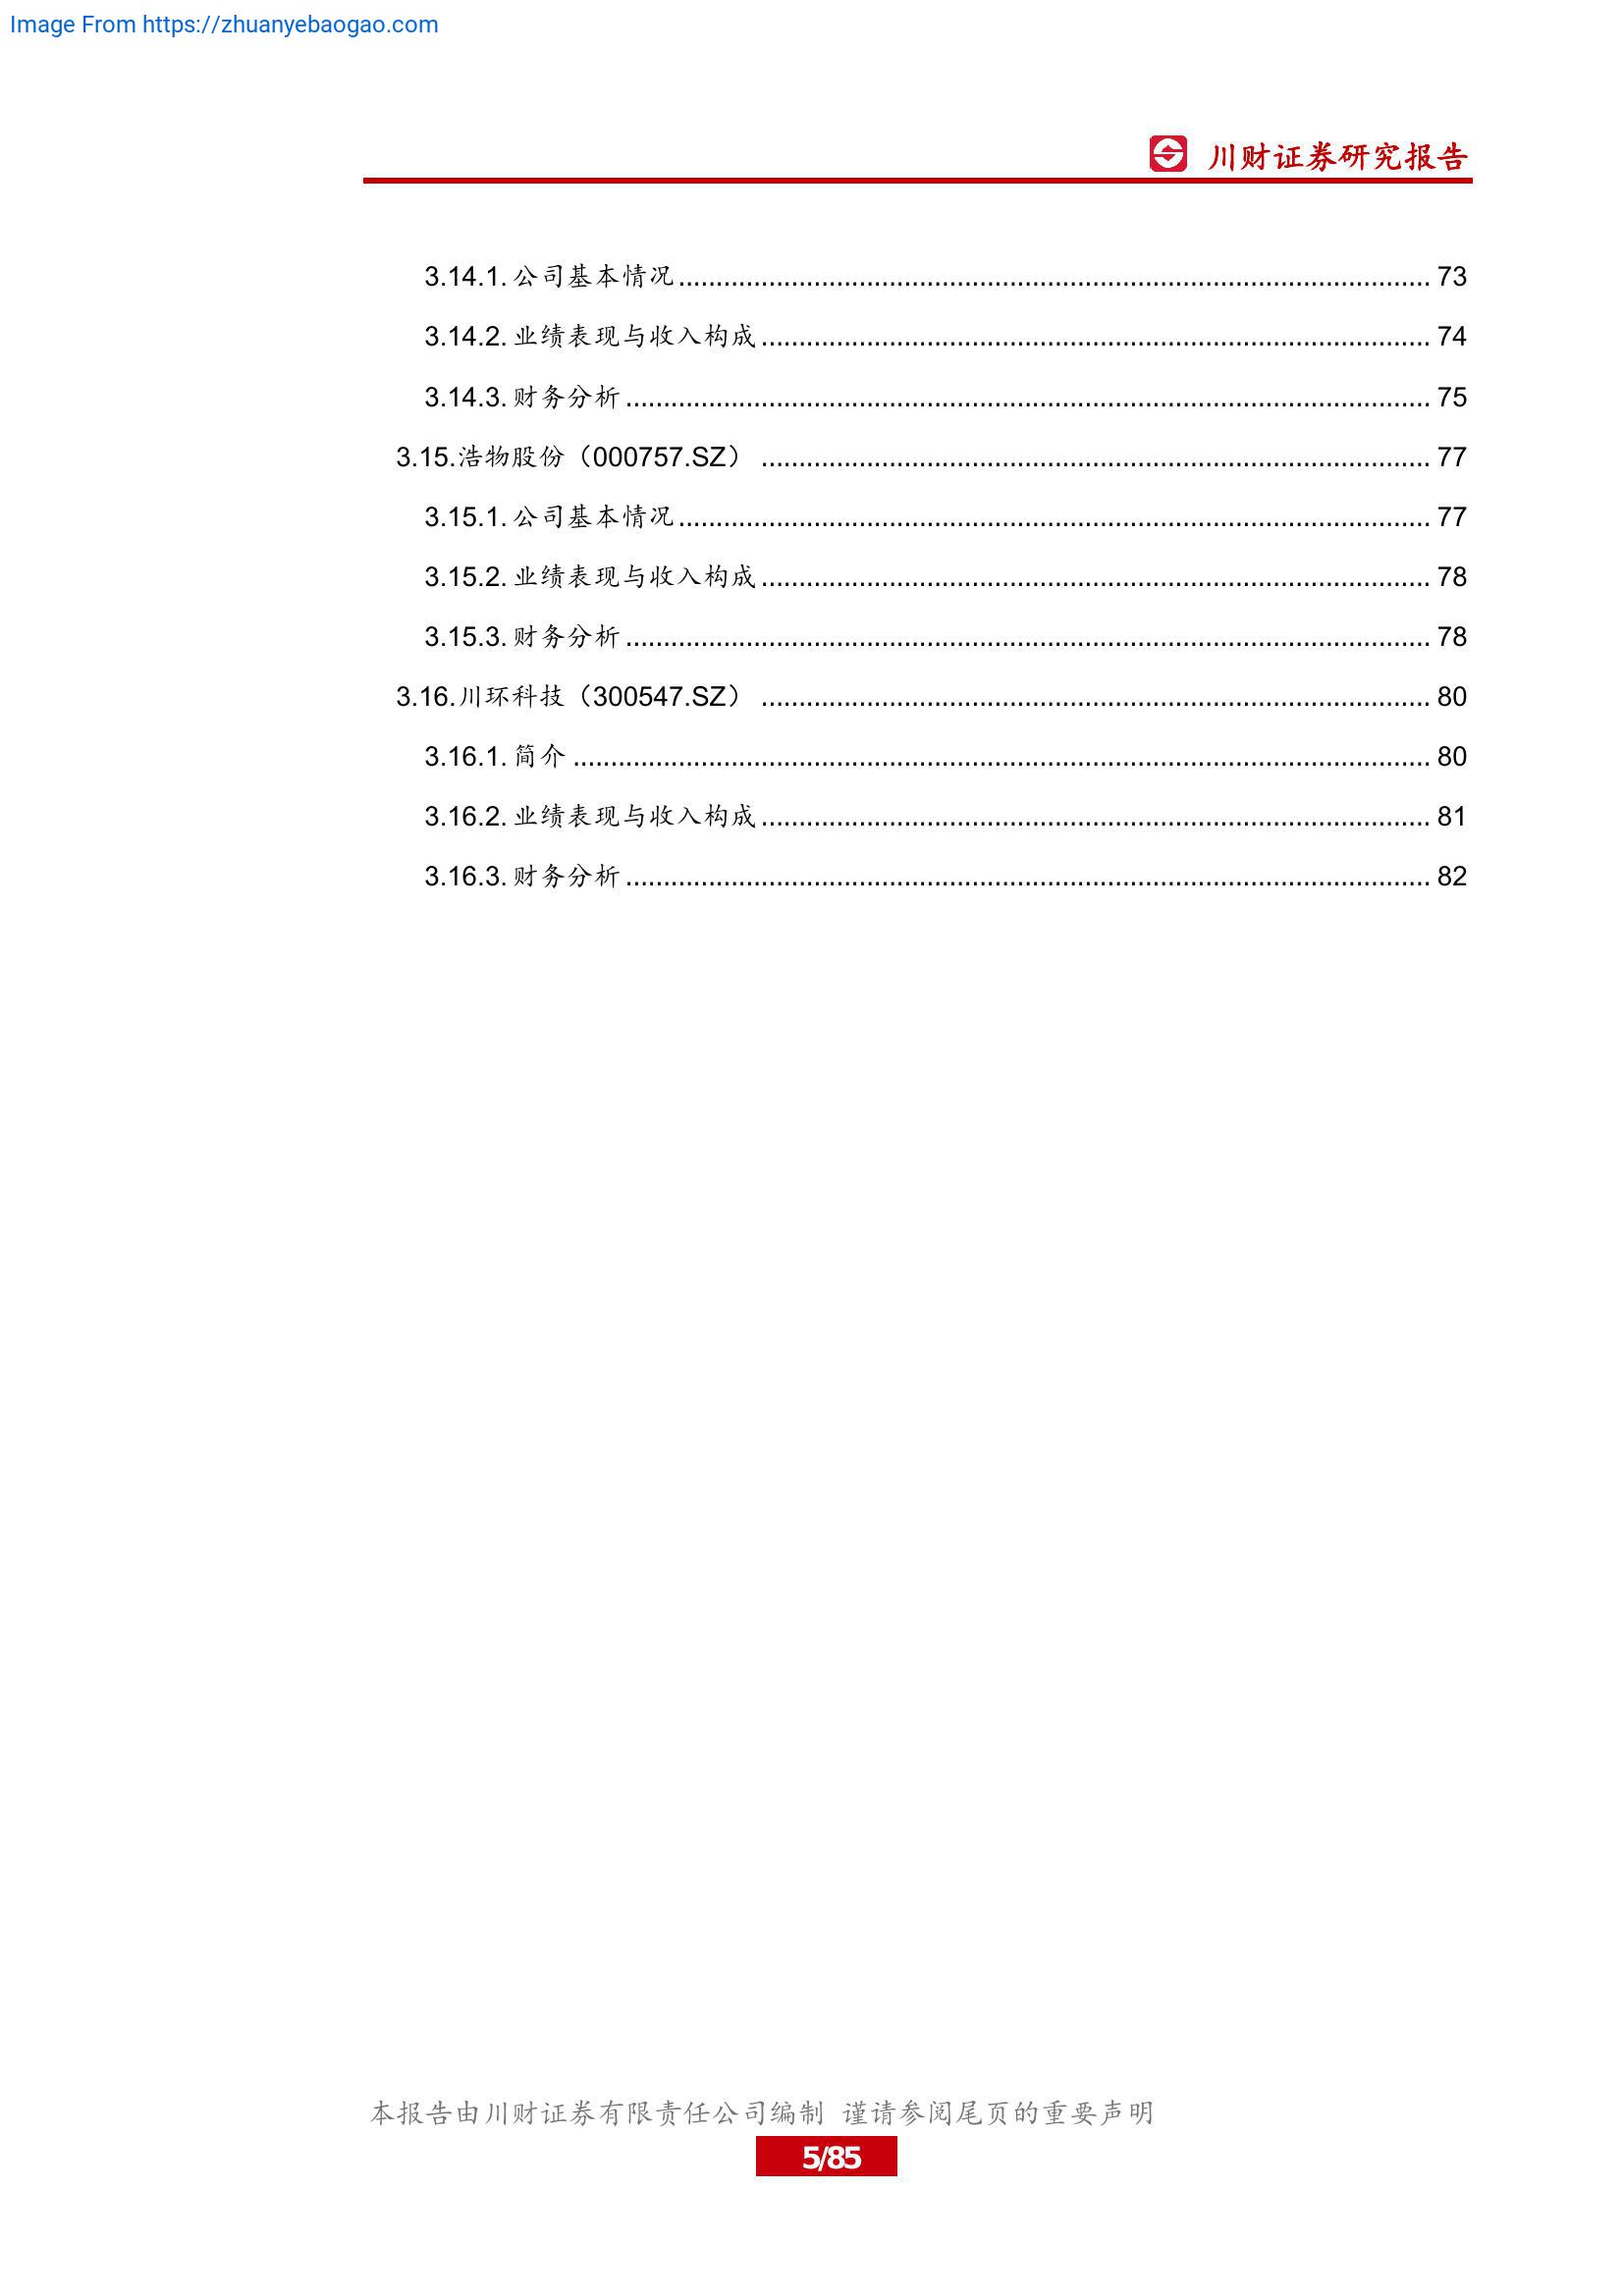 Image From https://zhuanyebaogao.com
川财证券研究报告
3.14.1. 公司基本情况 ........................................ 73
3.14.2. 业绩表现与收入构成 ........................................ 74
3.14.3. 财务分析 ........................................ 75
3.15.浩物股份（000757.SZ） ........................................ 77
3.15.1. 公司基本情况 ........................................ 77
3.15.2. 业绩表现与收入构成 ........................................ 78
3.15.3. 财务分析 ........................................ 78
3.16.川环科技（300547.SZ） ........................................ 80
3.16.1. 简介 ........................................ 80
3.16.2. 业绩表现与收入构成 ........................................ 81
3.16.3. 财务分析 ........................................ 82
本报告由川财证券有限责任公司编制 谨请参阅尾页的重要声明
5/85